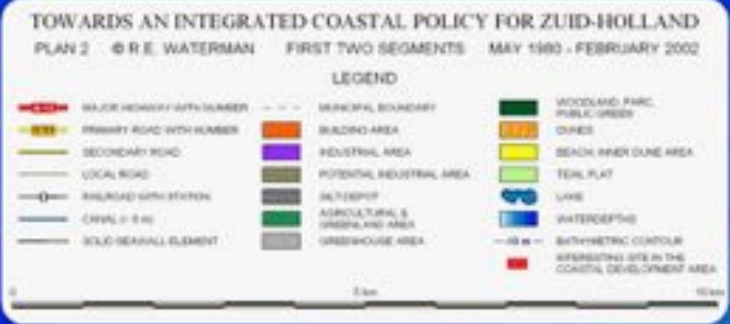 TOWARDS AN INTEGRATED COASTAL POLICY FOR ZUID-HOLLAND
PLAN 2 © R.E. WATERMAN FIRST TWO SEGMENTS MAY 1980 - FEBRUARY 2002
LEGEND
MAJOR HIGHWAY WITH NUMBER
PRIMARY ROAD WITH NUMBER
SECONDARY ROAD
LOCAL ROAD
RAILROAD WITH STATION
CANAL
SOLID SEAWALL ELEMENT
MUNICIPAL BOUNDARY
BUILDING AREA
INDUSTRIAL AREA
POTENTIAL INDUSTRIAL AREA
SILT DEPOT
AGRICULTURAL &
GREENLAND AREA
GREENHOUSE AREA
WOODLAND, PARC,
PUBLIC GREEN
DUNES
BEACH, INNER DUNE AREA
TIDAL FLAT
LAKE
WATERDEPTHS
BATHYMETRIC CONTOUR
INTERESTING SITE IN THE
COASTAL DEVELOPMENT AREA
0 5 km 10 km